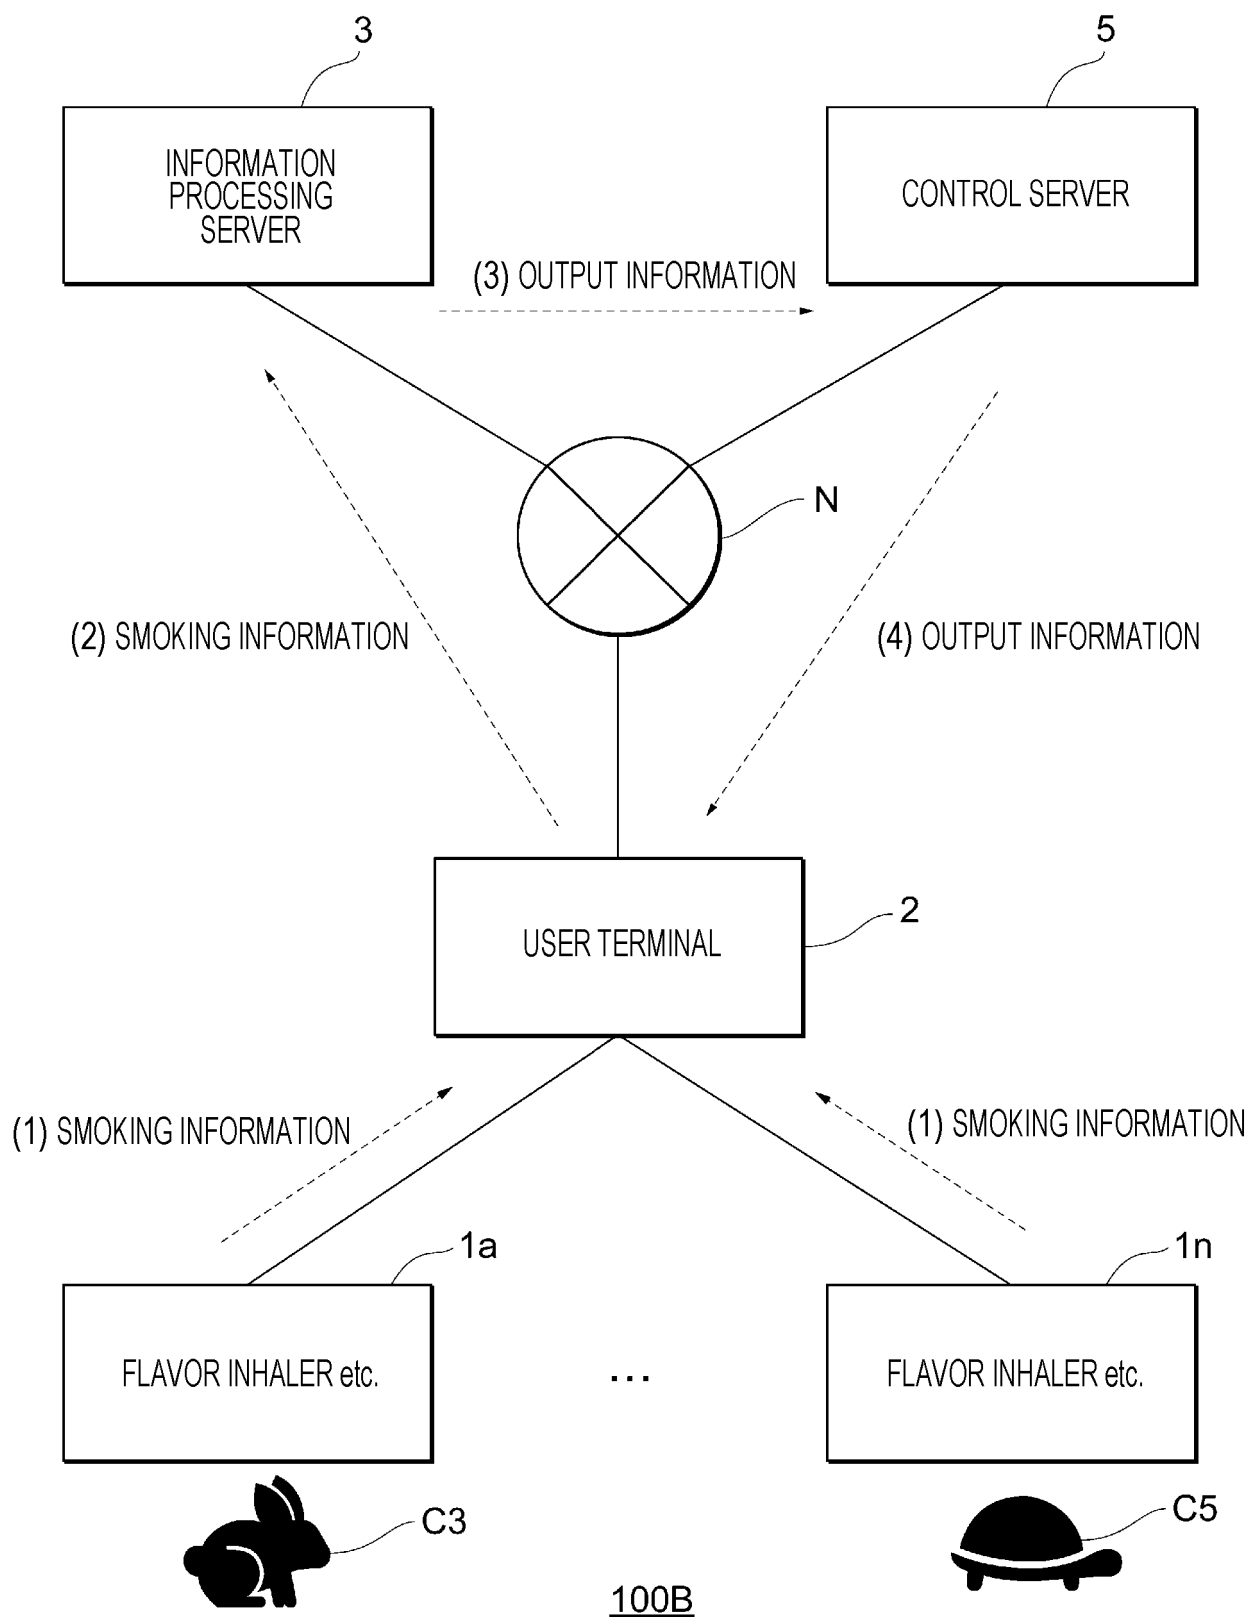 3
5
INFORMATION
PROCESSING
SERVER
CONTROL SERVER
(3) OUTPUT INFORMATION
N
(2) SMOKING INFORMATION
(4) OUTPUT INFORMATION
2
USER TERMINAL
(1) SMOKING INFORMATION
(1) SMOKING INFORMATION
1a
1n
FLAVOR INHALER etc.
...
FLAVOR INHALER etc.
C3
C5
100B